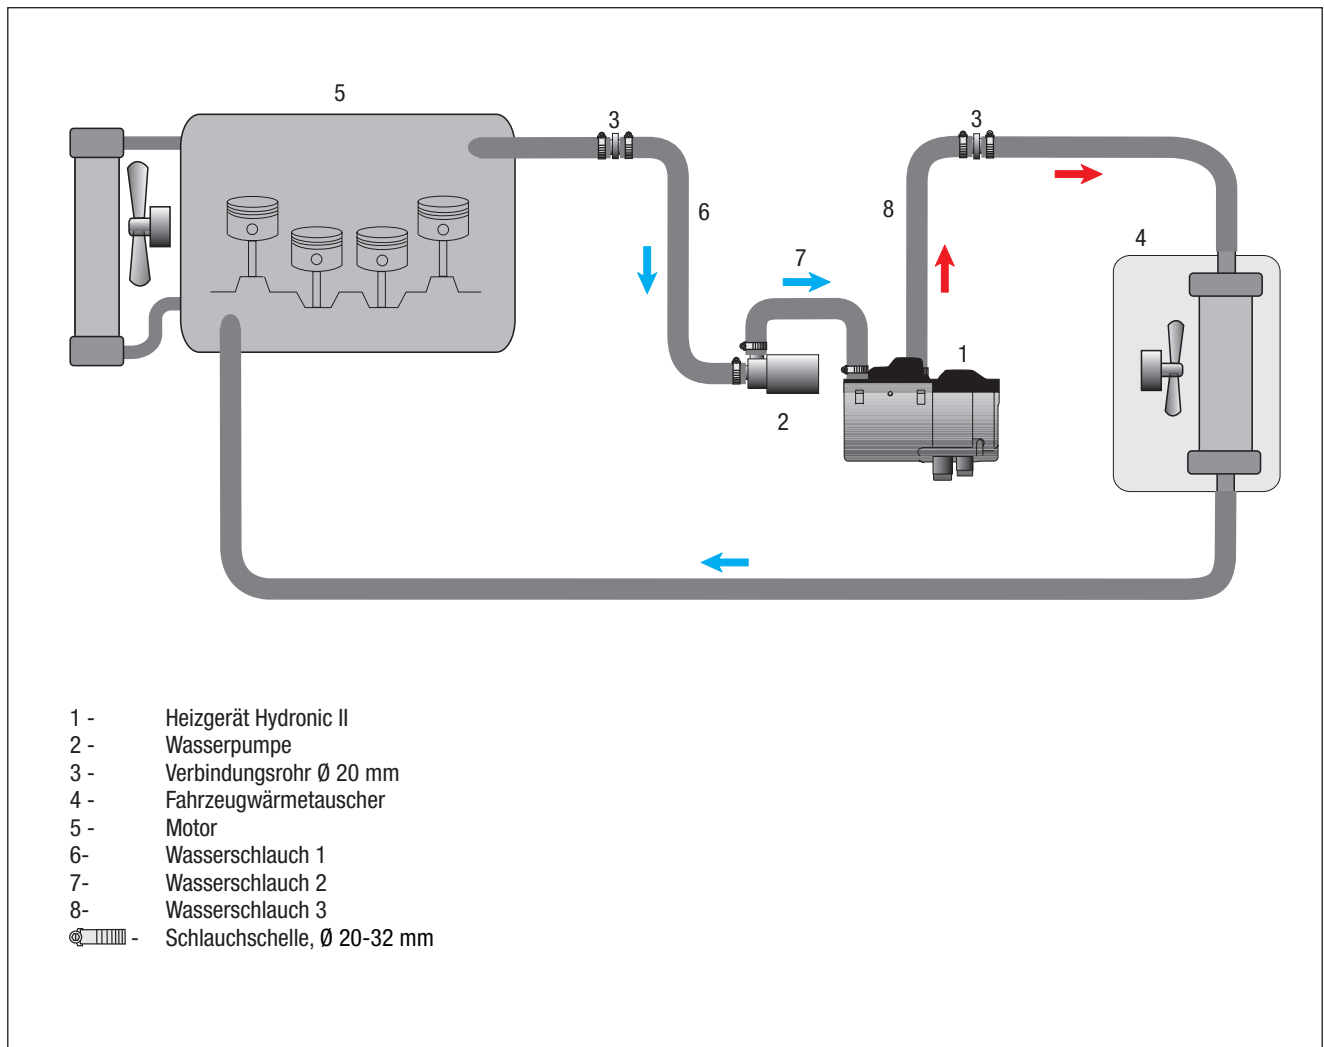 5
3
3
6
8
7
4
1
2
1 - Heizgerät Hydronic II
2 - Wasserpumpe
3 - Verbindungsrohr Ø 20 mm
4 - Fahrzeugwärmetauscher
5 - Motor
6- Wasserschlauch 1
7- Wasserschlauch 2
8- Wasserschlauch 3
- Schlauchschelle, Ø 20-32 mm